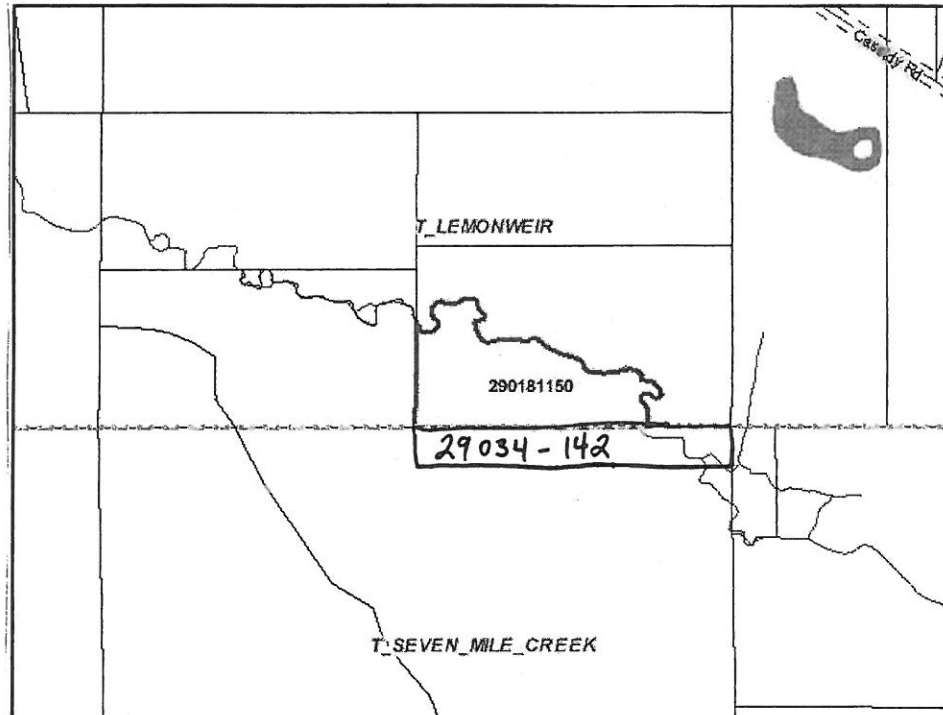 Cassidy Rd
T_LEMONWEIR
290181150
29034-142
T_SEVEN_MILE_CREEK